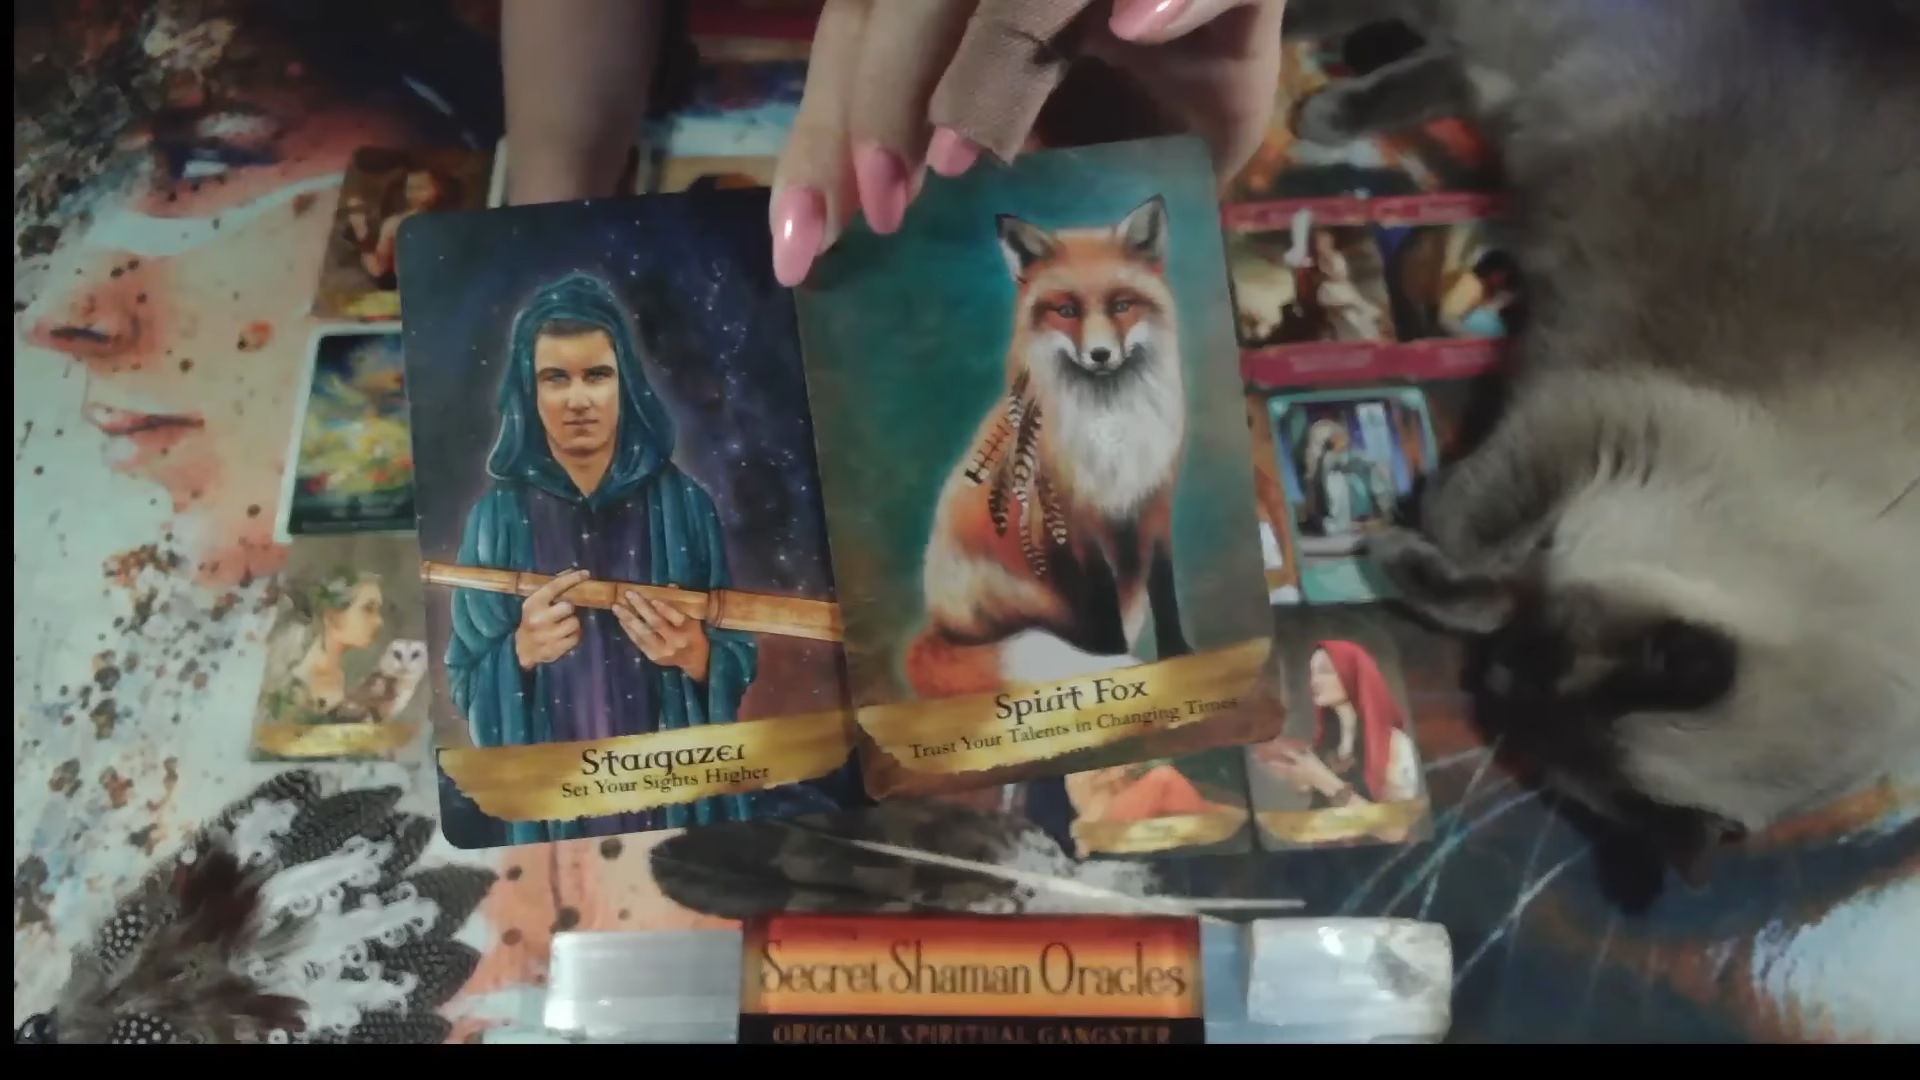 Stargazer
Set Your Sights Higher
Spirit Fox
Trust Your Talents in Changing Times
Secret Shaman Oracles
ORIGINAL SPIRITUAL GANGSTER